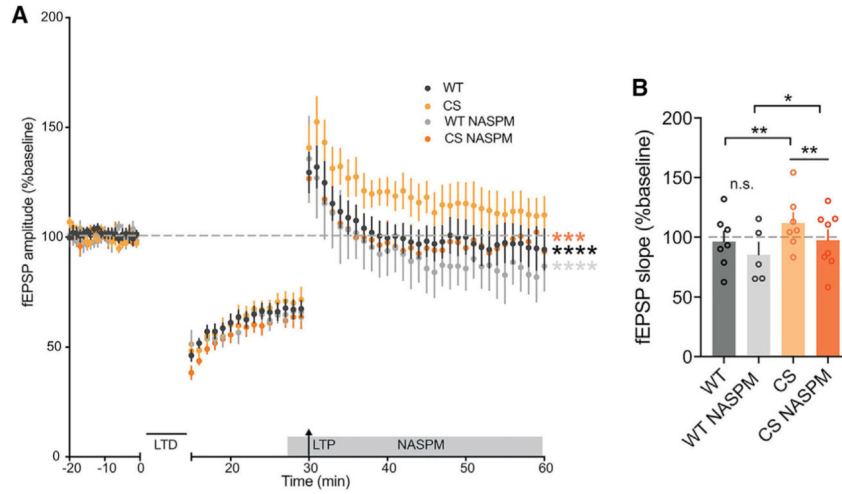 A
200
150
100
50
0
fEPSP amplitude (%baseline)
WT
CS
WT NASPM
CS NASPM
***
****
****
LTD
LTP
NASPM
-20
-10
0
20
30
40
50
60
Time (min)
B
200
150
100
50
0
fEPSP slope (%baseline)
*
**
**
n.s.
WT
WT NASPM
CS
CS NASPM